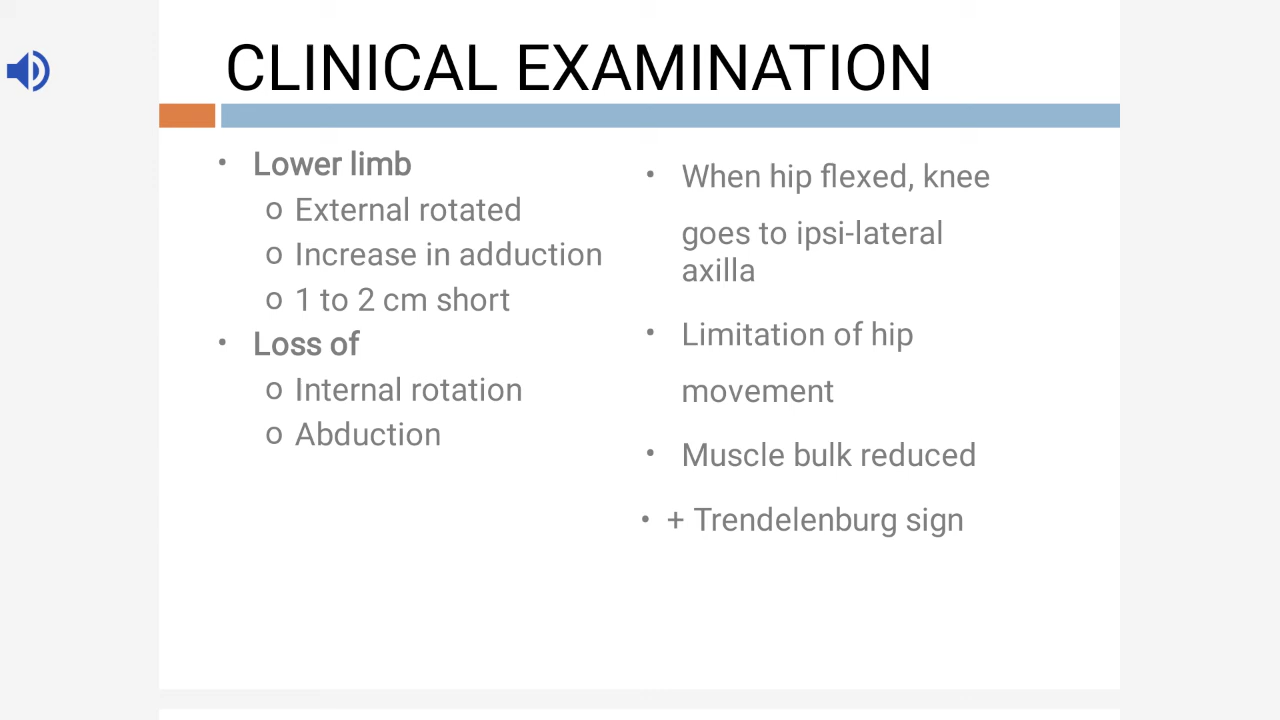 CLINICAL EXAMINATION
• Lower limb
o External rotated
o Increase in adduction
o 1 to 2 cm short
• Loss of
o Internal rotation
o Abduction
• When hip flexed, knee
goes to ipsi-lateral
axilla
• Limitation of hip
movement
• Muscle bulk reduced
• + Trendelenburg sign